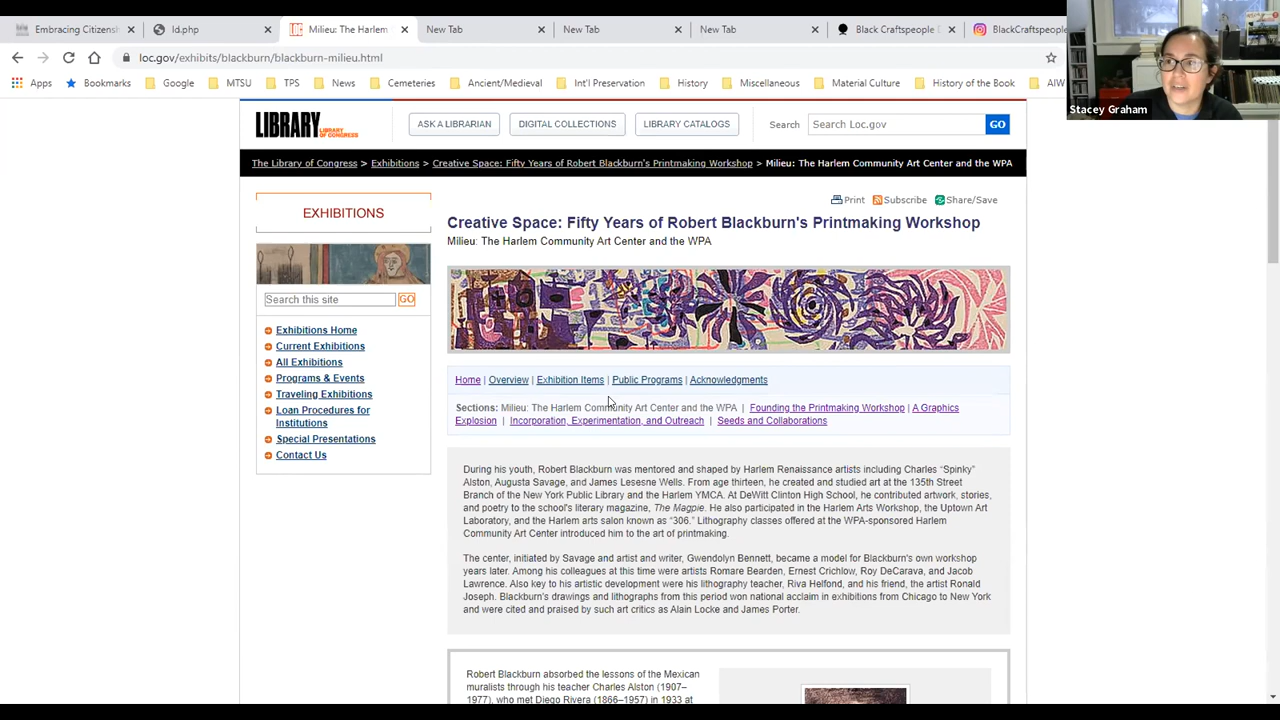 Embracing Citizensh
ld.php
Milieu: The Harlem
New Tab
New Tab
New Tab
Black Craftspeople D
BlackCraftspeople
loc.gov/exhibits/blackburn/blackburn-milieu.html
Apps
Bookmarks
Google
MTSU
TPS
News
Cemeteries
Ancient/Medieval
Int'l Preservation
History
Miscellaneous
Material Culture
History of the Book
AIW
Stacey Graham
LIBRARY
LIBRARY OF CONGRESS
ASK A LIBRARIAN
DIGITAL COLLECTIONS
LIBRARY CATALOGS
Search
Search Loc.gov
GO
The Library of Congress > Exhibitions > Creative Space: Fifty Years of Robert Blackburn's Printmaking Workshop > Milieu: The Harlem Community Art Center and the WPA
Print
Subscribe
Share/Save
EXHIBITIONS
Search this site
GO
Exhibitions Home
Current Exhibitions
All Exhibitions
Programs & Events
Traveling Exhibitions
Loan Procedures for
Institutions
Special Presentations
Contact Us
Creative Space: Fifty Years of Robert Blackburn's Printmaking Workshop
Milieu: The Harlem Community Art Center and the WPA
Home | Overview | Exhibition Items | Public Programs | Acknowledgments
Sections: Milieu: The Harlem Community Art Center and the WPA | Founding the Printmaking Workshop | A Graphics
Explosion | Incorporation, Experimentation, and Outreach | Seeds and Collaborations
During his youth, Robert Blackburn was mentored and shaped by Harlem Renaissance artists including Charles “Spinky”
Alston, Augusta Savage, and James Lesesne Wells. From age thirteen, he created and studied art at the 135th Street
Branch of the New York Public Library and the Harlem YMCA. At DeWitt Clinton High School, he contributed artwork, stories,
and poetry to the school's literary magazine, The Magpie. He also participated in the Harlem Arts Workshop, the Uptown Art
Laboratory, and the Harlem arts salon known as “306.” Lithography classes offered at the WPA-sponsored Harlem
Community Art Center introduced him to the art of printmaking.
The center, initiated by Savage and artist and writer, Gwendolyn Bennett, became a model for Blackburn's own workshop
years later. Among his colleagues at this time were artists Romare Bearden, Ernest Crichlow, Roy DeCarava, and Jacob
Lawrence. Also key to his artistic development were his lithography teacher, Riva Helfond, and his friend, the artist Ronald
Joseph. Blackburn's drawings and lithographs from this period won national acclaim in exhibitions from Chicago to New York
and were cited and praised by such art critics as Alain Locke and James Porter.
Robert Blackburn absorbed the lessons of the Mexican
muralists through his teacher Charles Alston (1907–
1977), who met Diego Rivera (1866–1957) in 1933 at